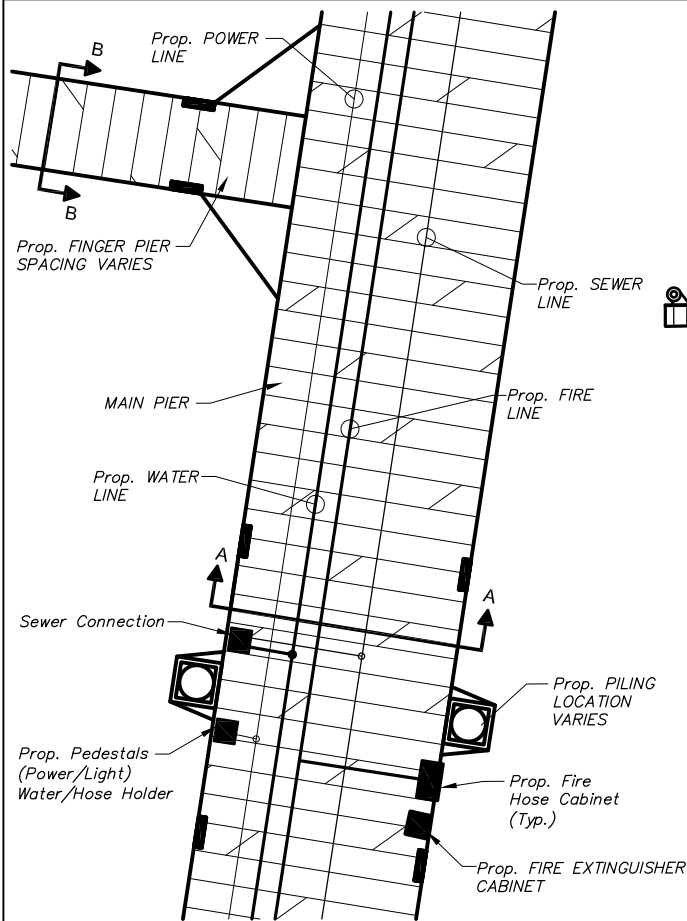 Prop. POWER
LINE
B
B
Prop. FINGER PIER
SPACING VARIES
Prop. SEWER
LINE
MAIN PIER
Prop. FIRE
LINE
Prop. WATER
LINE
A
A
Sewer Connection
Prop. PILING
LOCATION
VARIES
Prop. Pedestals
(Power/Light)
Water/Hose Holder
Prop. Fire
Hose Cabinet
(Typ.)
Prop. FIRE EXTINGUISHER
CABINET